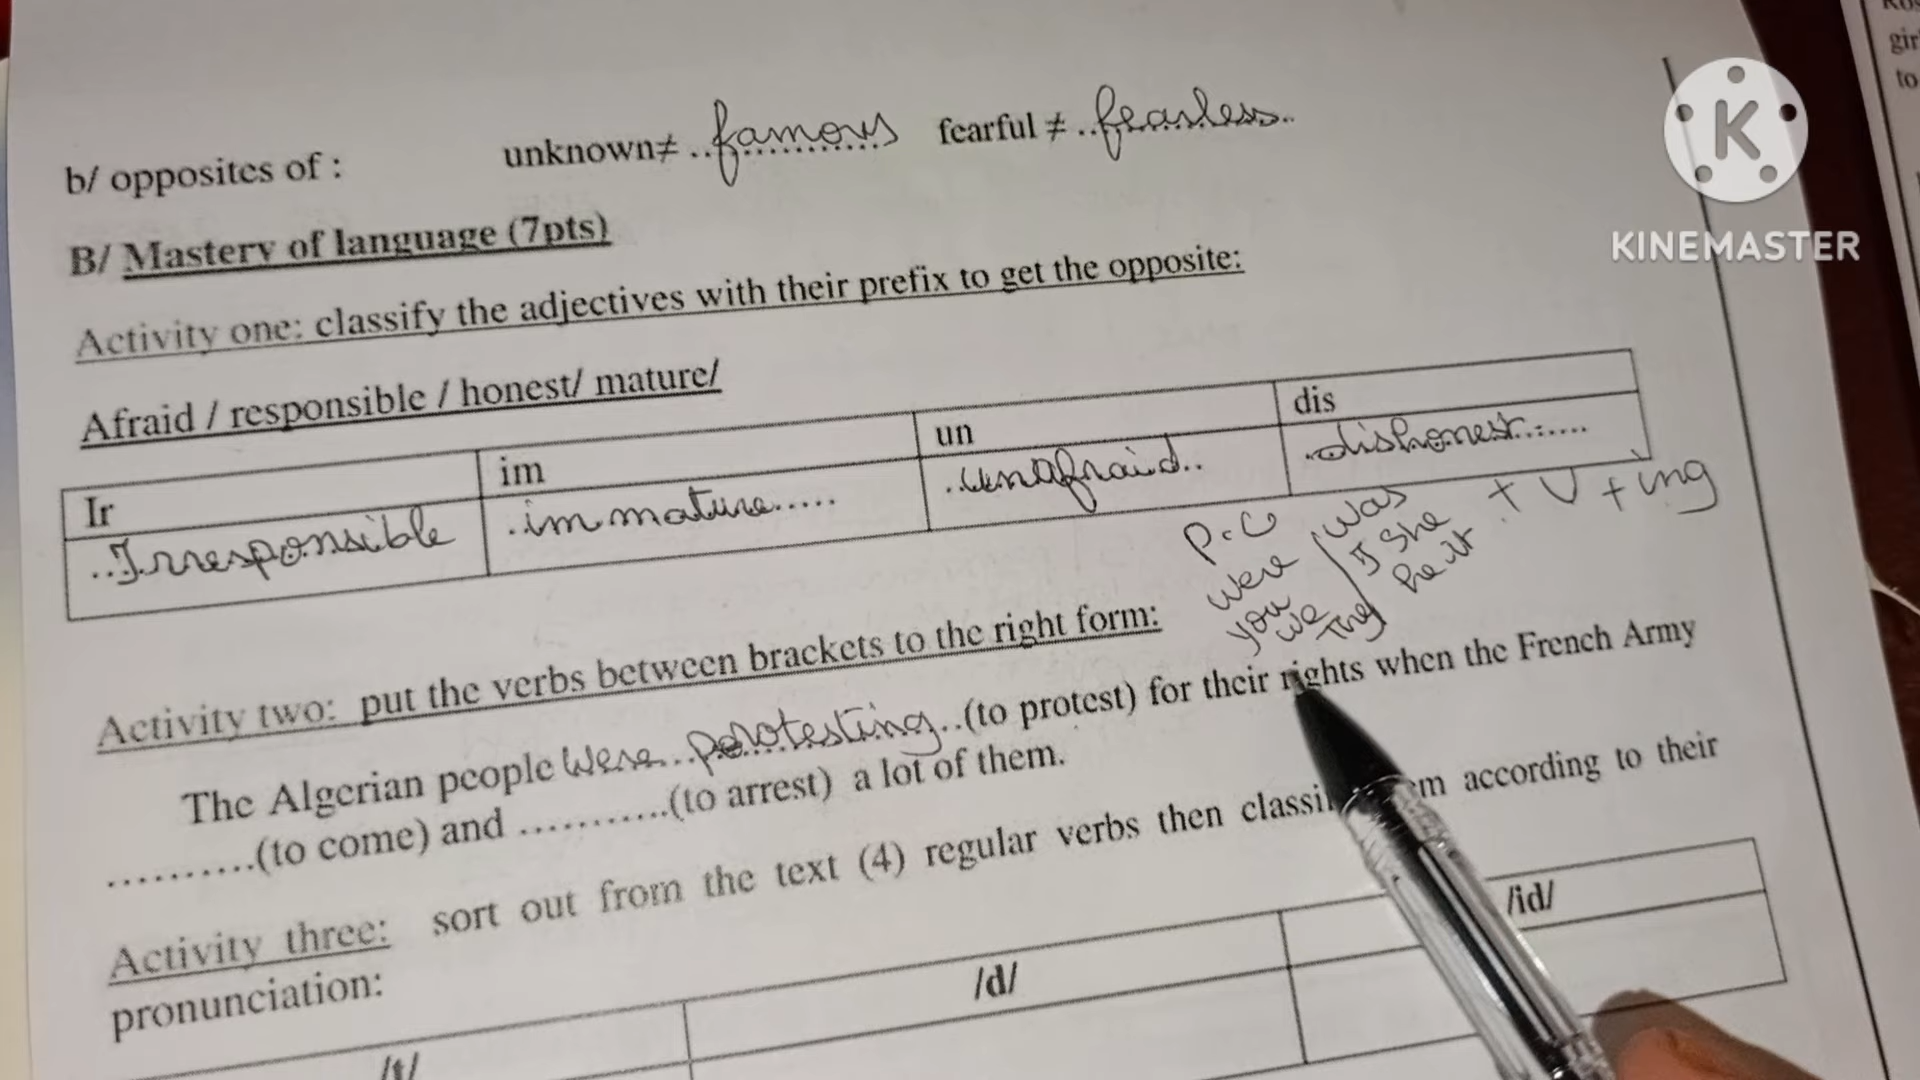 b/ opposites of : unknown≠ ..famous fearful ≠ ..fearless..
B/ Mastery of language (7pts)
Activity one: classify the adjectives with their prefix to get the opposite:
Afraid / responsible / honest/ mature/
Ir im un dis
..Irresponsible .immature..... .unafraid.. .dishonest.......
P.C
were / was + V + ing
you I she
we he it
They
Activity two: put the verbs between brackets to the right form:
The Algerian people were...protesting..(to protest) for their rights when the French Army
..........(to come) and ...........(to arrest) a lot of them.
Activity three: sort out from the text (4) regular verbs then according to their
pronunciation:
/t/ /d/ /id/
KINEMASTER
K
gir
to